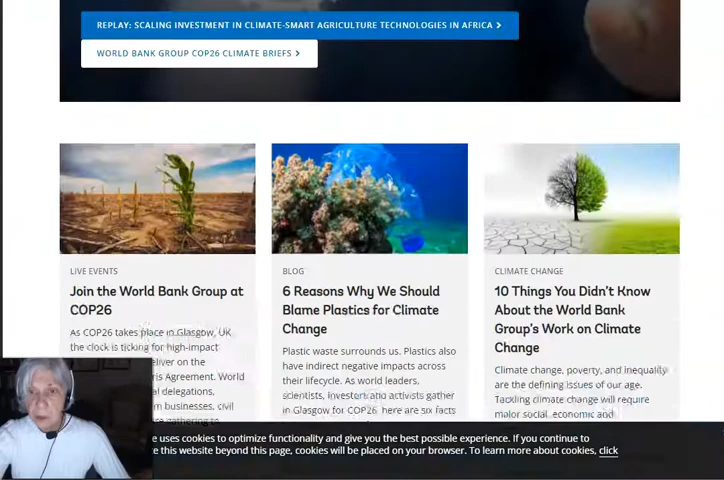 REPLAY: SCALING INVESTMENT IN CLIMATE-SMART AGRICULTURE TECHNOLOGIES IN AFRICA >
WORLD BANK GROUP COP26 CLIMATE BRIEFS >
LIVE EVENTS
Join the World Bank Group at
COP26
As COP26 takes place in Glasgow, UK
the clock is ticking for high-impact
liver on the
ris Agreement. World
l delegations,
m businesses, civil
gathering to
BLOG
6 Reasons Why We Should
Blame Plastics for Climate
Change
Plastic waste surrounds us. Plastics also
have indirect negative impacts across
their lifecycle. As world leaders,
scientists, investors and activists gather
in Glasgow for COP26, here are six facts
CLIMATE CHANGE
10 Things You Didn't Know
About the World Bank
Group's Work on Climate
Change
Climate change, poverty, and inequality
are the defining issues of our age.
Tackling climate change will require
major social, economic and
e uses cookies to optimize functionality and give you the best possible experience. If you continue to
te this website beyond this page, cookies will be placed on your browser. To learn more about cookies, click